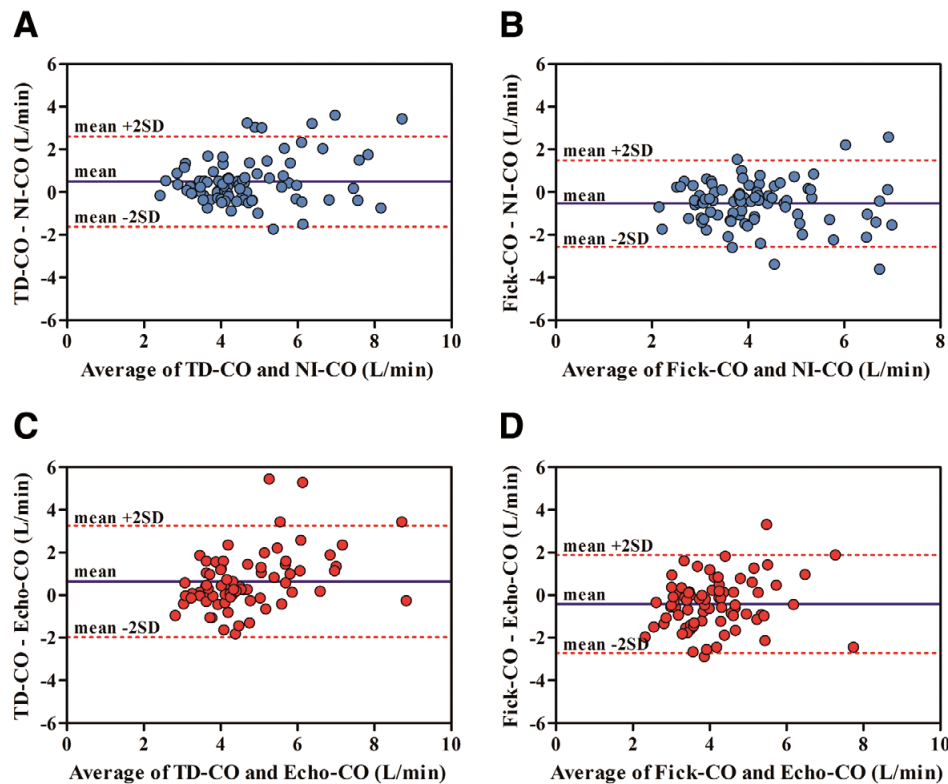 A
TD-CO - NI-CO (L/min)
6
4
2
0
-2
-4
-6
mean +2SD
mean
mean -2SD
0
2
4
6
8
10
Average of TD-CO and NI-CO (L/min)
B
Fick-CO - NI-CO (L/min)
6
4
2
0
-2
-4
-6
mean +2SD
mean
mean -2SD
0
2
4
6
8
Average of Fick-CO and NI-CO (L/min)
C
TD-CO - Echo-CO (L/min)
6
4
2
0
-2
-4
-6
mean +2SD
mean
mean -2SD
0
2
4
6
8
10
Average of TD-CO and Echo-CO (L/min)
D
Fick-CO - Echo-CO (L/min)
6
4
2
0
-2
-4
-6
mean +2SD
mean
mean -2SD
0
2
4
6
8
10
Average of Fick-CO and Echo-CO (L/min)